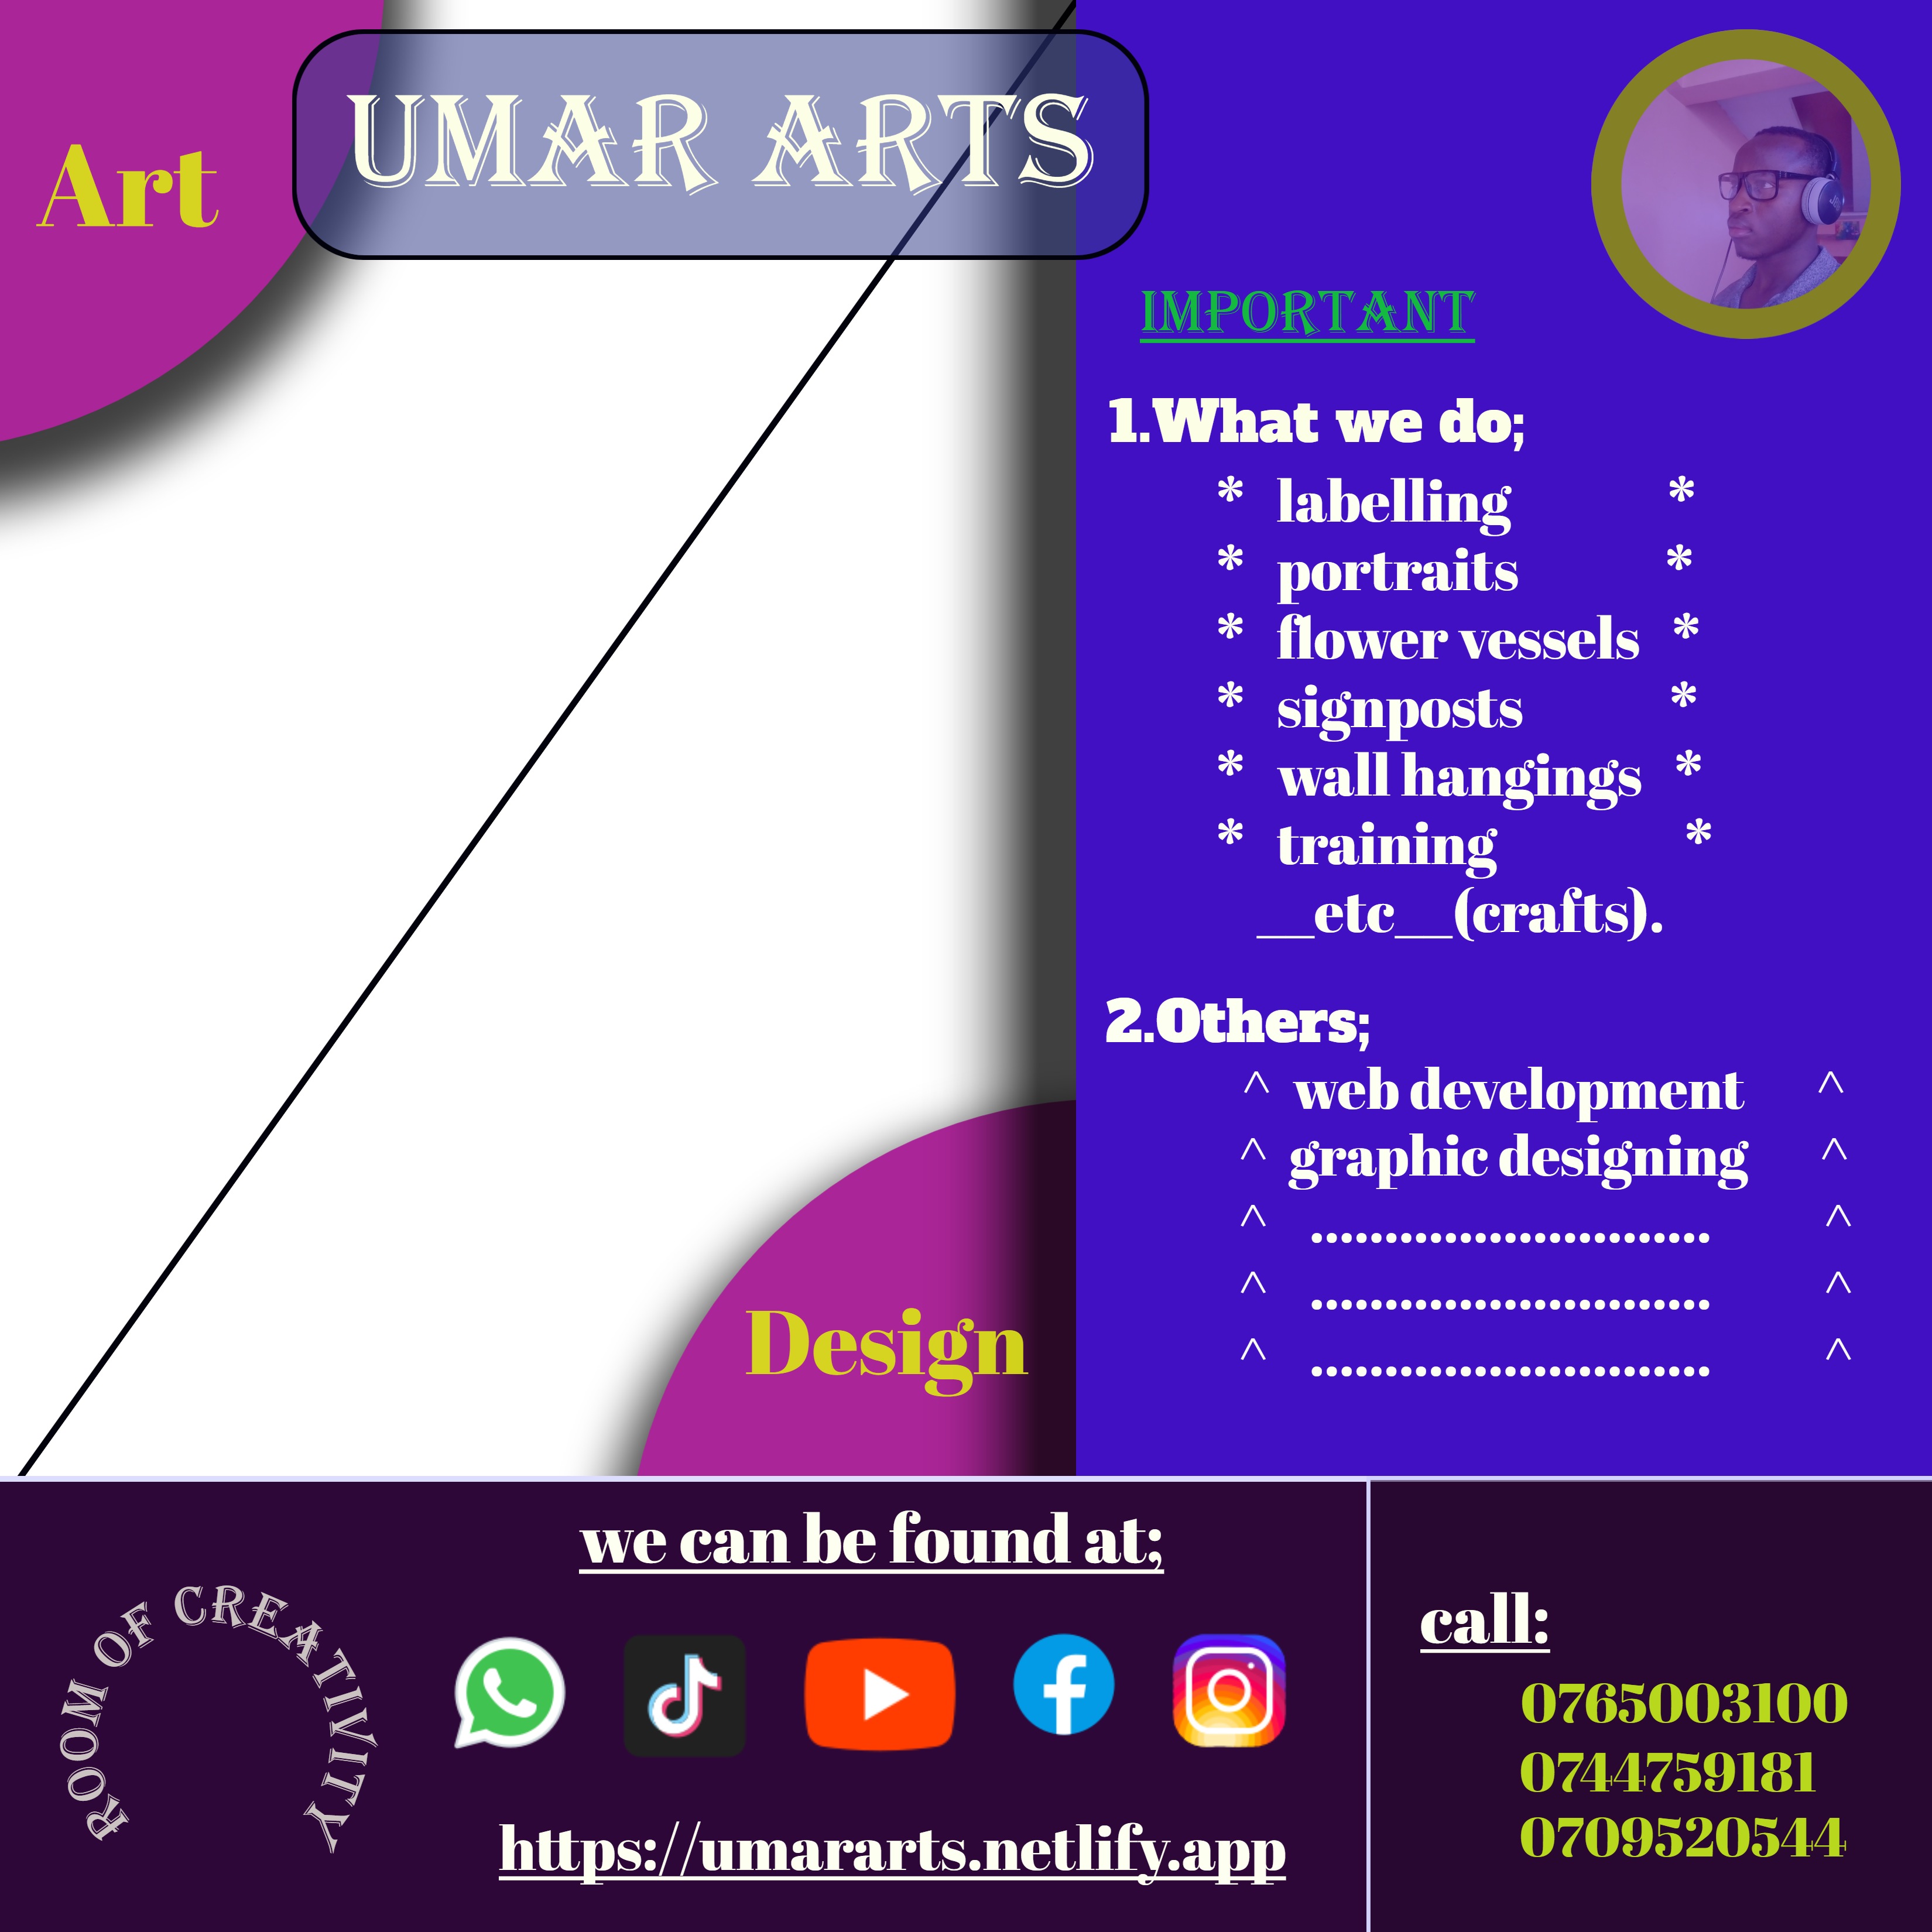 Art
UMAR ARTS
IMPORTANT
1.What we do;
* labelling *
* portraits *
* flower vessels *
* signposts *
* wall hangings *
* training *
__etc__(crafts).
2.Others;
^ web development ^
^ graphic designing ^
^ ........................... ^
^ ........................... ^
^ ........................... ^
Design
we can be found at;
ROOM OF CREATIVITY
https://umararts.netlify.app
call:
0765003100
0744759181
0709520544